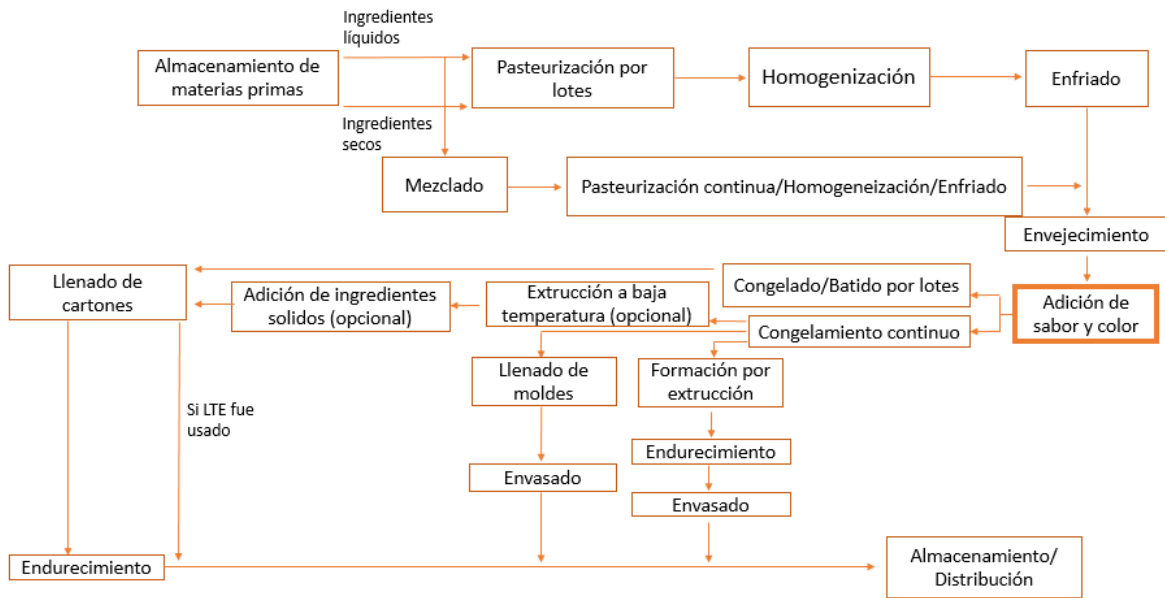 Ingredientes
líquidos
Almacenamiento de
materias primas
Pasteurización por
lotes
Homogenización
Enfriado
Ingredientes
secos
Mezclado
Pasteurización continua/Homogeneización/Enfriado
Envejecimiento
Llenado de
cartones
Adición de ingredientes
solidos (opcional)
Extrucción a baja
temperatura (opcional)
Congelado/Batido por lotes
Congelamiento continuo
Adición de
sabor y color
Llenado de
moldes
Formación por
extrucción
Si LTE fue
usado
Endurecimiento
Envasado
Envasado
Endurecimiento
Almacenamiento/
Distribución